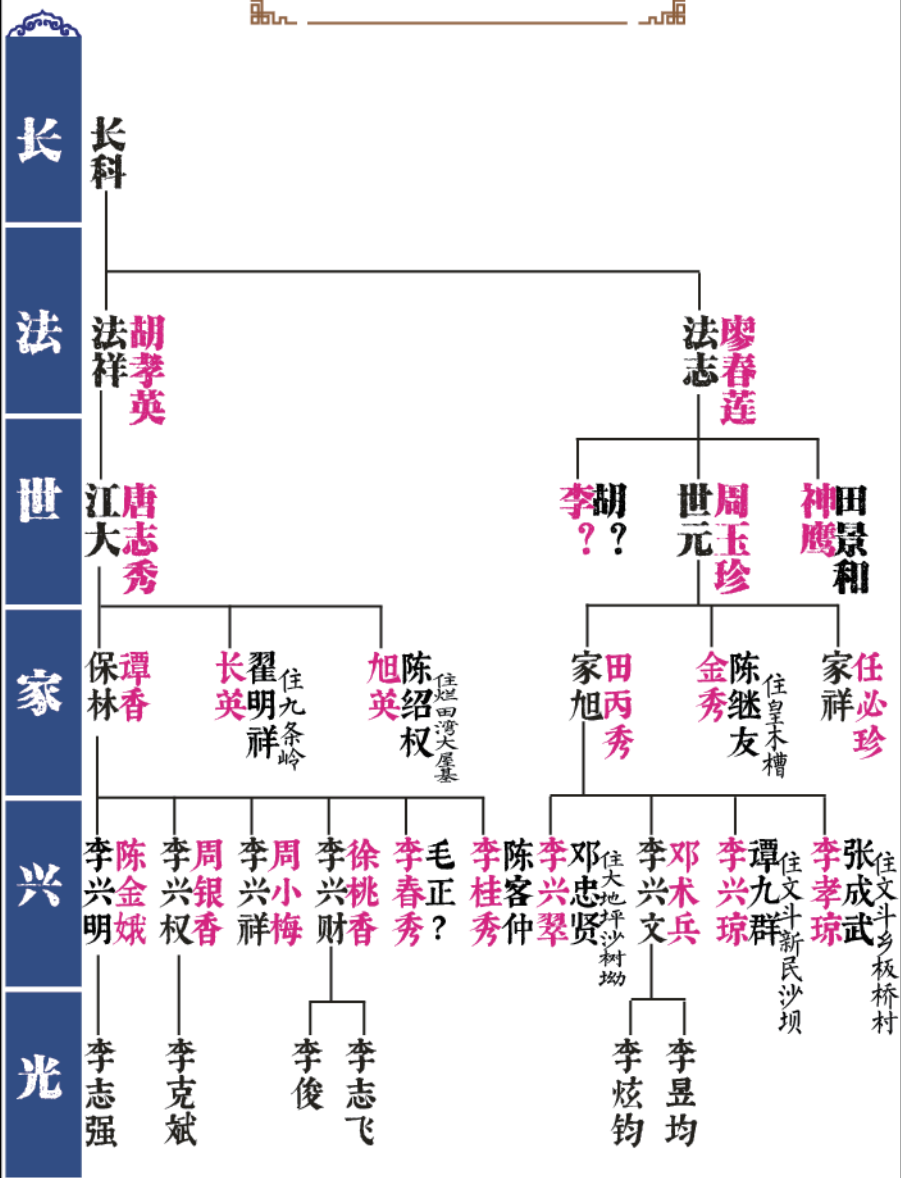 长
长科
法
法祥
胡孝英
法志
廖春莲
世
江大
唐志秀
李？
胡？
世元
周玉珍
神鹰
田景和
家
保林
谭香
长英
翟明祥
住九条岭
旭英
陈绍权
住烂田湾大屋基
家旭
田丙秀
金秀
陈继友
住皇木槽
家祥
任必珍
兴
李兴明
陈金娥
李兴权
周银香
李兴祥
周小梅
李兴财
徐桃香
李春秀
毛正？
李桂秀
陈客仲
李兴翠
邓忠贤
住大地坪沙树坳
李兴文
邓术兵
李兴琼
谭九群
住文斗新民沙坝
李孝琼
张成武
住文斗乡板桥村
光
李志强
李克斌
李俊
李志飞
李炫钧
李昱均